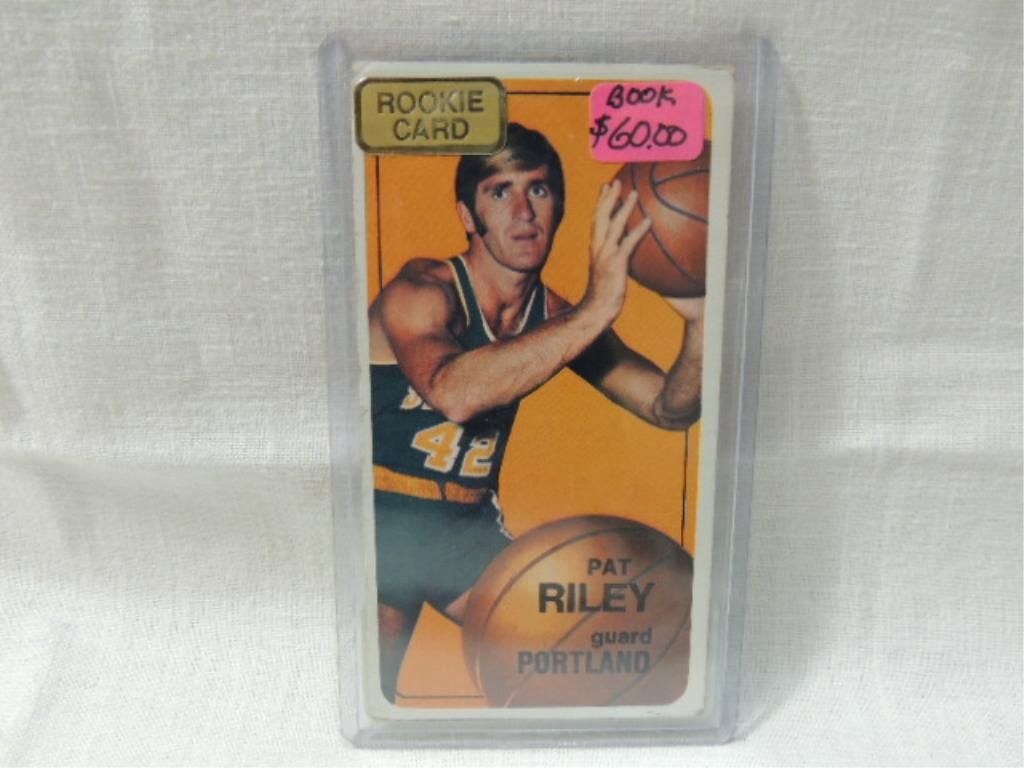 ROOKIE
CARD
BOOK
$60.00
42
PAT
RILEY
guard
PORTLAND